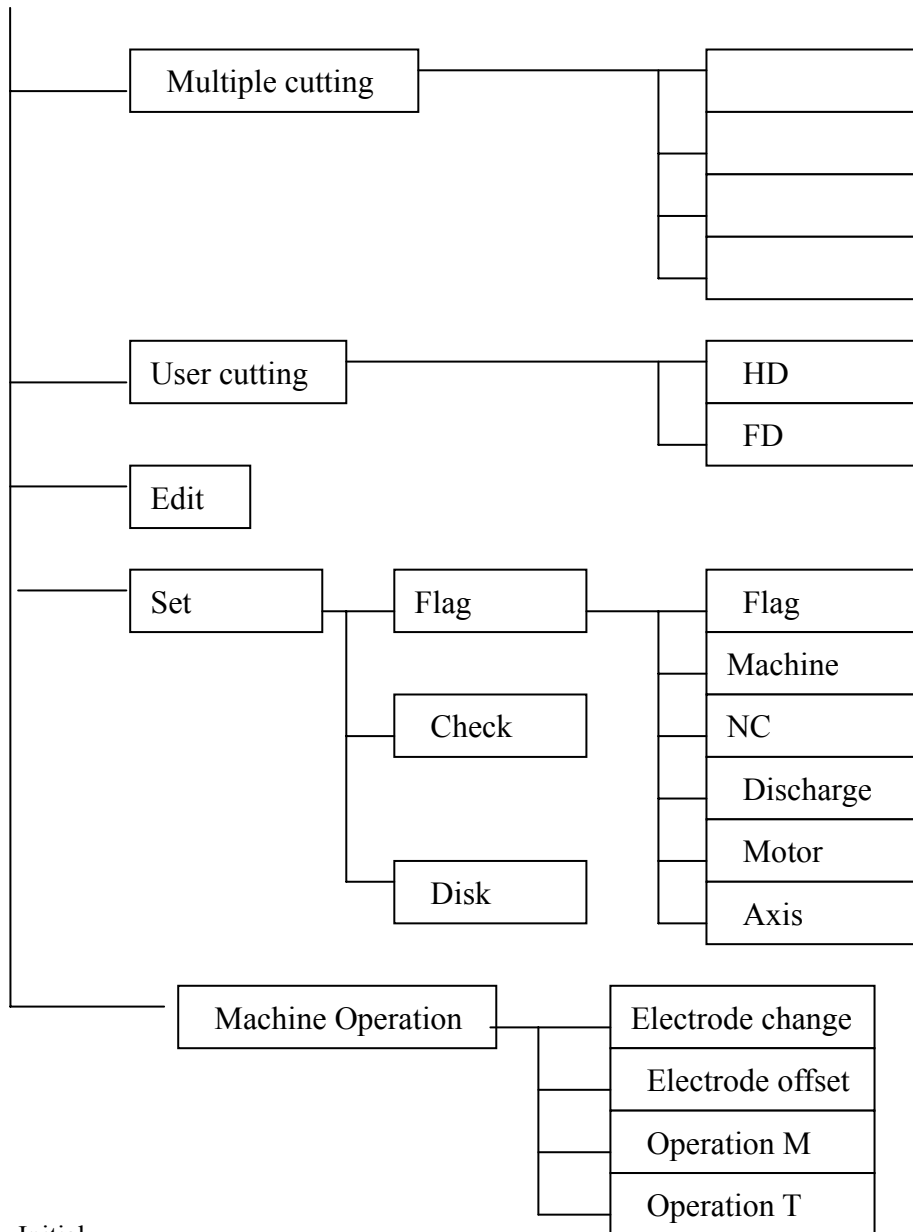 Multiple cutting
User cutting
HD
FD
Edit
Set
Flag
Flag
Machine
Check
NC
Discharge
Motor
Disk
Axis
Machine Operation
Electrode change
Electrode offset
Operation M
Operation T